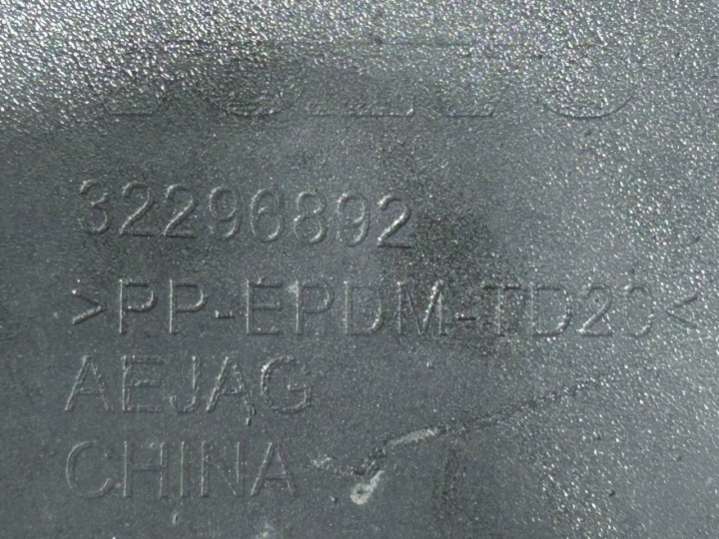 32296892
>PP-EPDM-TD20<
AEJAG
CHINA